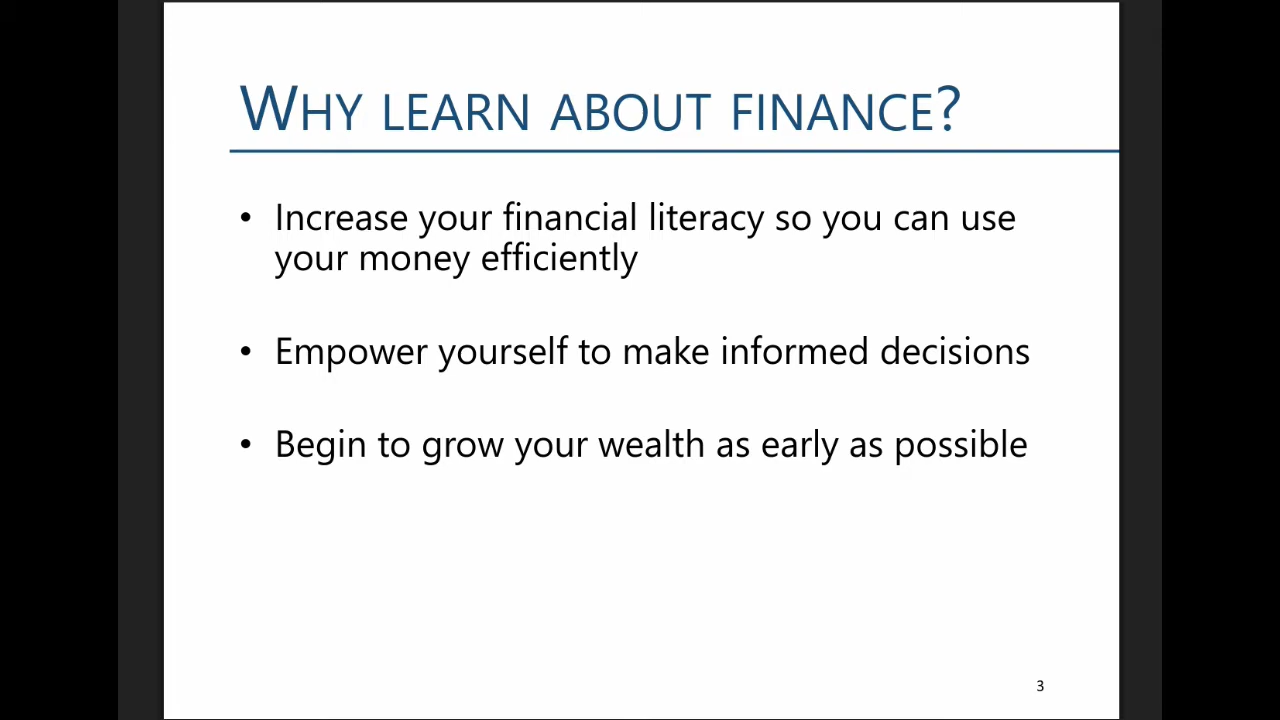 Why learn about finance?
• Increase your financial literacy so you can use
your money efficiently
• Empower yourself to make informed decisions
• Begin to grow your wealth as early as possible
3